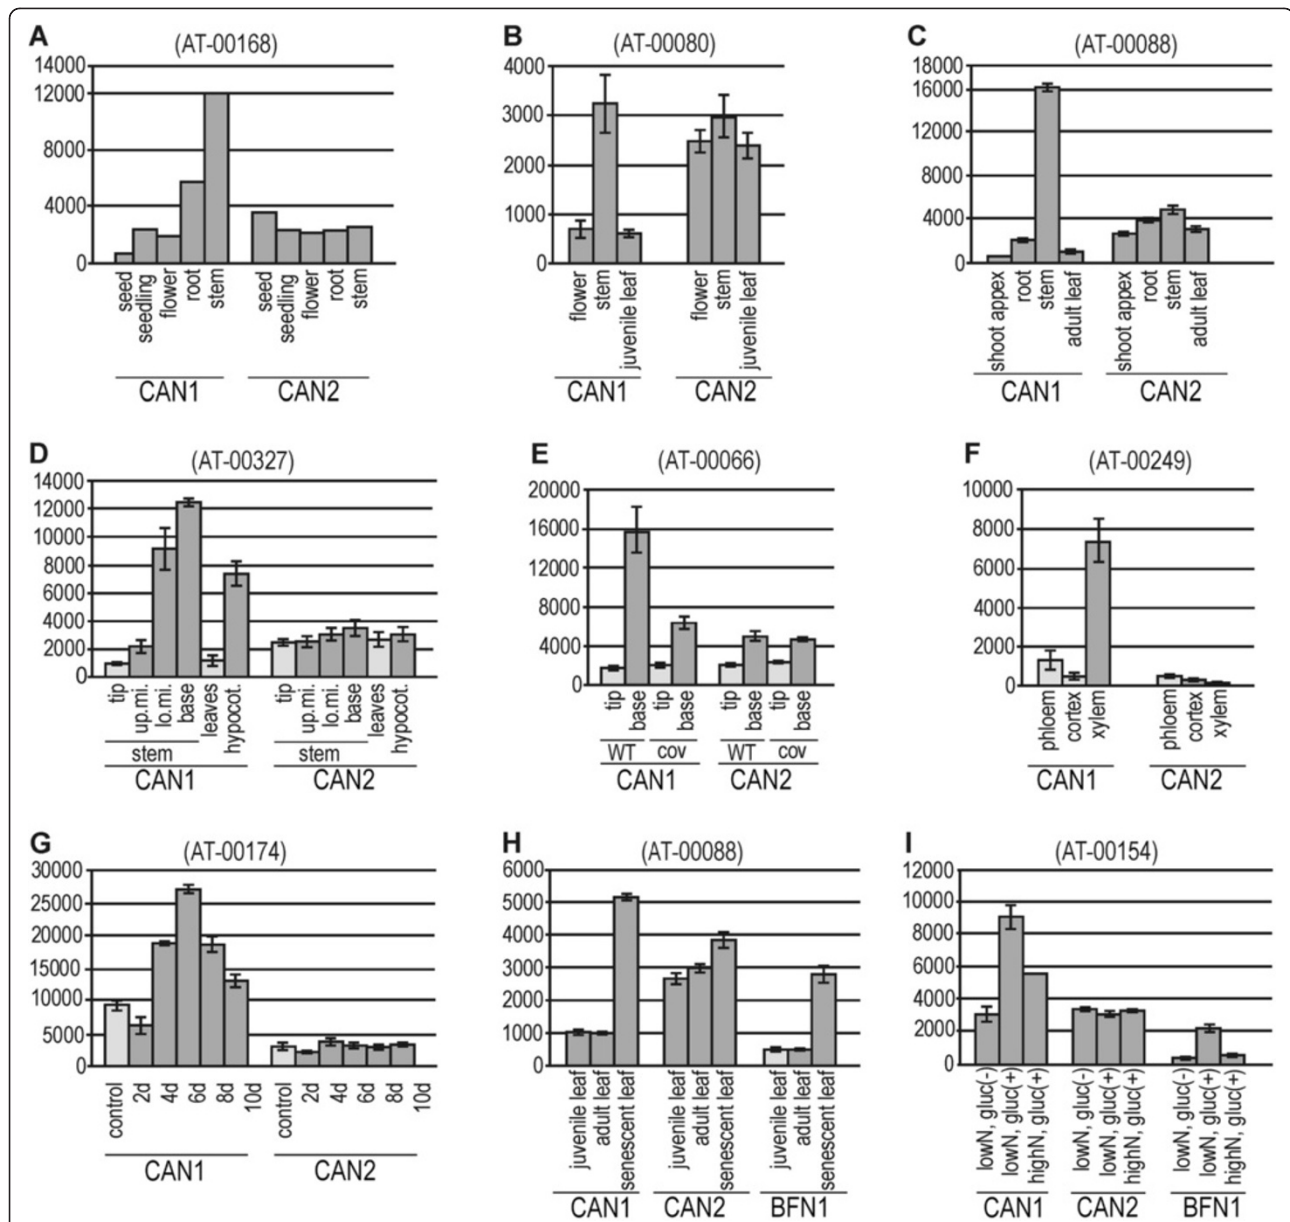 A
(AT-00168)
14000
12000
8000
4000
0
seed
seedling
flower
root
stem
seed
seedling
flower
root
stem
CAN1
CAN2
B
(AT-00080)
4000
3000
2000
1000
0
flower
stem
juvenile leaf
flower
stem
juvenile leaf
CAN1
CAN2
C
(AT-00088)
18000
16000
12000
8000
4000
0
shoot appex
root
stem
adult leaf
shoot appex
root
stem
adult leaf
CAN1
CAN2
D
(AT-00327)
14000
12000
10000
8000
6000
4000
2000
0
tip
up.mi.
lo.mi.
base
leaves
hypocot.
tip
up.mi.
lo.mi.
base
leaves
hypocot.
stem
stem
CAN1
CAN2
E
(AT-00066)
20000
16000
12000
8000
4000
0
tip
base
tip
base
tip
base
tip
base
WT
cov
WT
cov
CAN1
CAN2
F
(AT-00249)
10000
8000
6000
4000
2000
0
phloem
cortex
xylem
phloem
cortex
xylem
CAN1
CAN2
G
(AT-00174)
30000
25000
20000
15000
10000
5000
0
control
2d
4d
6d
8d
10d
control
2d
4d
6d
8d
10d
CAN1
CAN2
H
(AT-00088)
6000
5000
4000
3000
2000
1000
0
juvenile leaf
adult leaf
senescent leaf
juvenile leaf
adult leaf
senescent leaf
juvenile leaf
adult leaf
senescent leaf
CAN1
CAN2
BFN1
I
(AT-00154)
12000
10000
8000
6000
4000
2000
0
lowN, gluc(-)
lowN, gluc(+)
highN, gluc(+)
lowN, gluc(-)
lowN, gluc(+)
highN, gluc(+)
lowN, gluc(-)
lowN, gluc(+)
highN, gluc(+)
CAN1
CAN2
BFN1